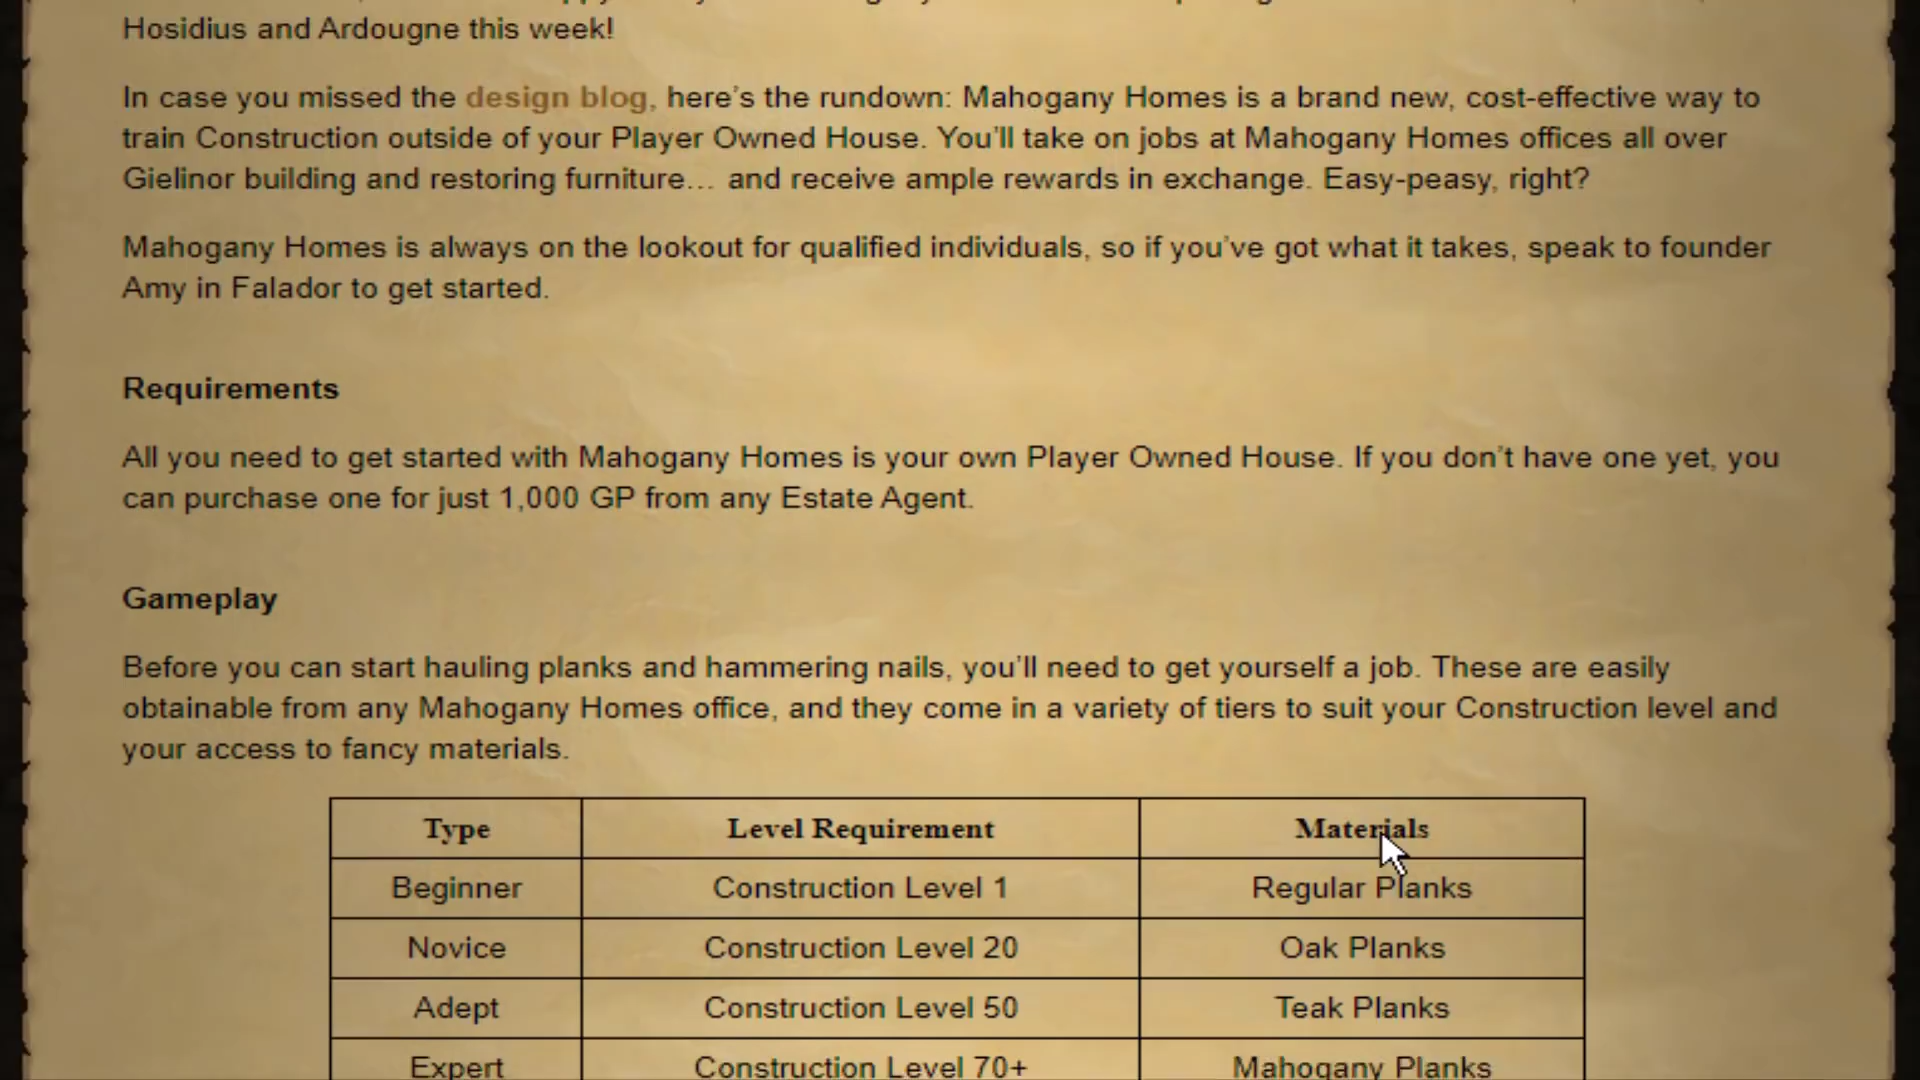 Hosidius and Ardougne this week!
In case you missed the design blog, here's the rundown: Mahogany Homes is a brand new, cost-effective way to
train Construction outside of your Player Owned House. You'll take on jobs at Mahogany Homes offices all over
Gielinor building and restoring furniture… and receive ample rewards in exchange. Easy-peasy, right?
Mahogany Homes is always on the lookout for qualified individuals, so if you've got what it takes, speak to founder
Amy in Falador to get started.
Requirements
All you need to get started with Mahogany Homes is your own Player Owned House. If you don't have one yet, you
can purchase one for just 1,000 GP from any Estate Agent.
Gameplay
Before you can start hauling planks and hammering nails, you'll need to get yourself a job. These are easily
obtainable from any Mahogany Homes office, and they come in a variety of tiers to suit your Construction level and
your access to fancy materials.
Type Level Requirement Materials
Beginner Construction Level 1 Regular Planks
Novice Construction Level 20 Oak Planks
Adept Construction Level 50 Teak Planks
Expert Construction Level 70+ Mahogany Planks